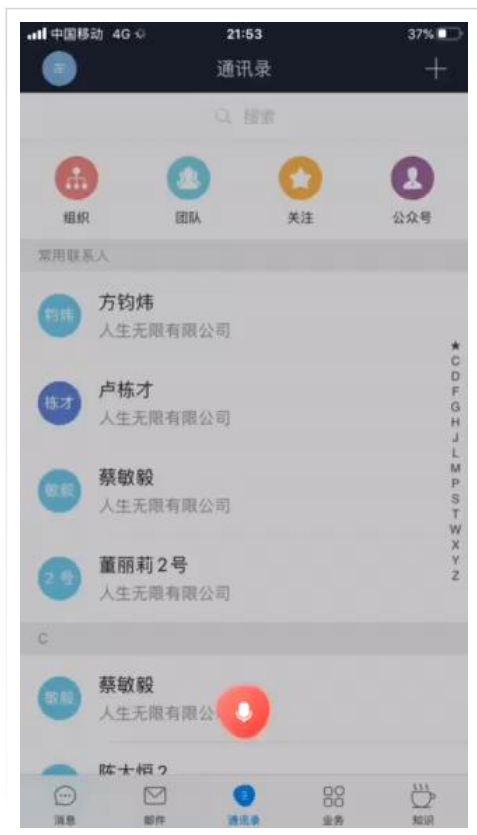 中国移动 4G 21:53 37%
通讯录
搜索
组织 团队 关注 公众号
常用联系人
钧炜 方钧炜
人生无限有限公司
栋才 卢栋才
人生无限有限公司
敏毅 蔡敏毅
人生无限有限公司
2号 董丽莉2号
人生无限有限公司
★
C
D
F
G
H
J
L
M
P
S
T
W
X
Y
Z
C
敏毅 蔡敏毅
人生无限有限公
陈大恒2
消息 邮件 通讯录 业务 知识